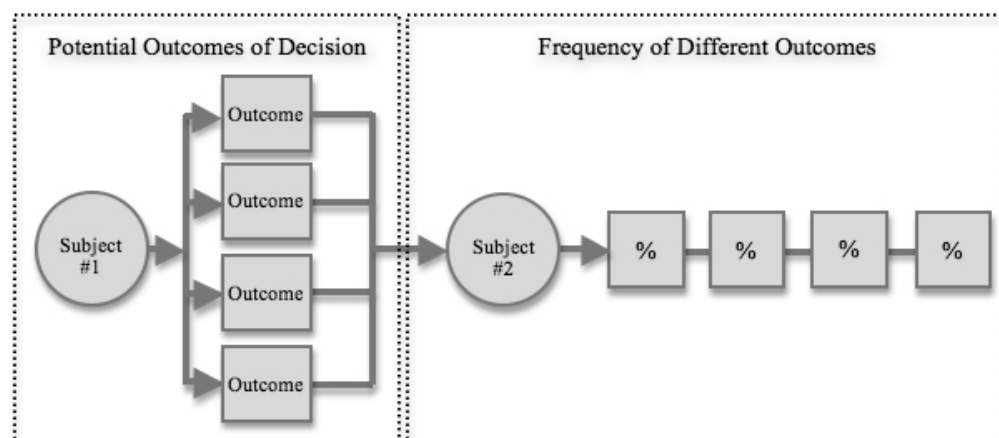 Potential Outcomes of Decision
Frequency of Different Outcomes
Subject
#1
Outcome
Outcome
Outcome
Outcome
Subject
#2
%
%
%
%